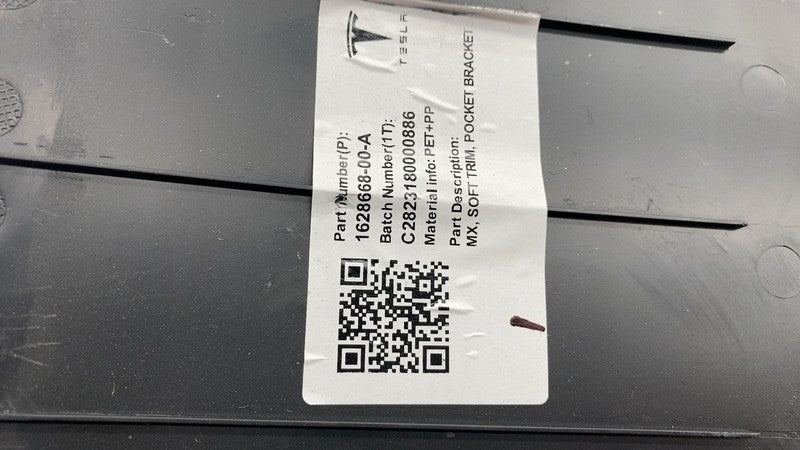 TESLA
Part Number(P):
1628668-00-A
Batch Number(1T):
C2823180000886
Material info: PET+PP
Part Description:
MX, SOFT TRIM, POCKET BRACKET